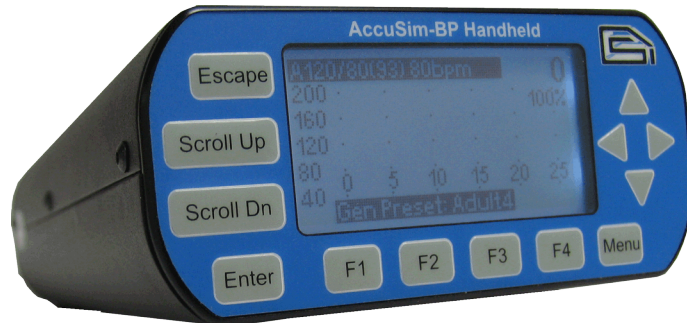 AccuSim-BP Handheld
Escape
Scroll Up
Scroll Dn
Enter
A120/80(93) 80bpm 0
200 100%
160
120
80 0 5 10 15 20 25
40 Gen Preset: Adult4
F1 F2 F3 F4 Menu